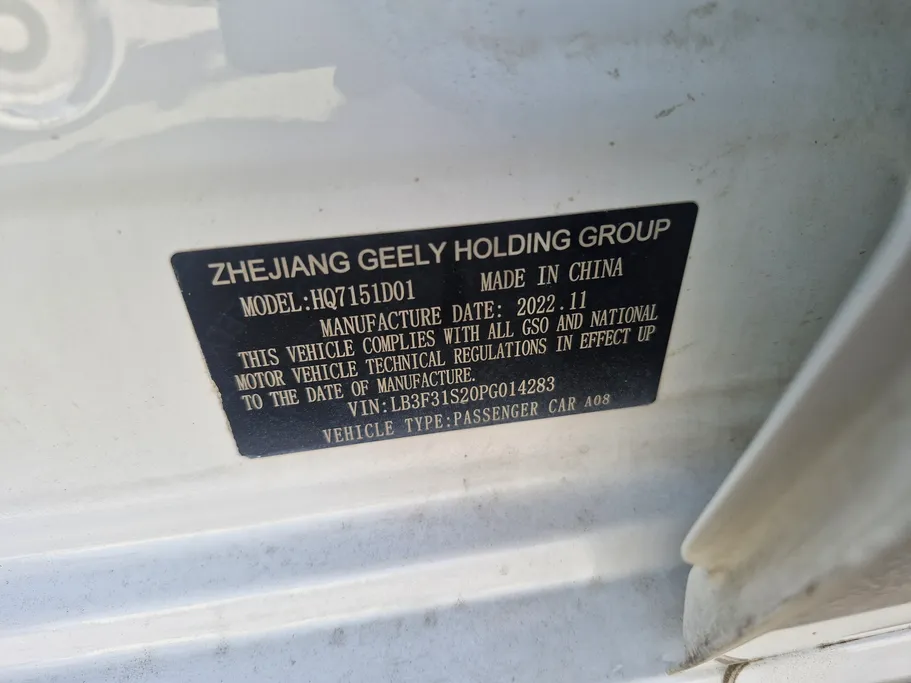 ZHEJIANG GEELY HOLDING GROUP
MODEL:HQ7151D01 MADE IN CHINA
MANUFACTURE DATE: 2022.11
THIS VEHICLE COMPLIES WITH ALL GSO AND NATIONAL
MOTOR VEHICLE TECHNICAL REGULATIONS IN EFFECT UP
TO THE DATE OF MANUFACTURE.
VIN:LB3F31S20PG014283
VEHICLE TYPE:PASSENGER CAR A08